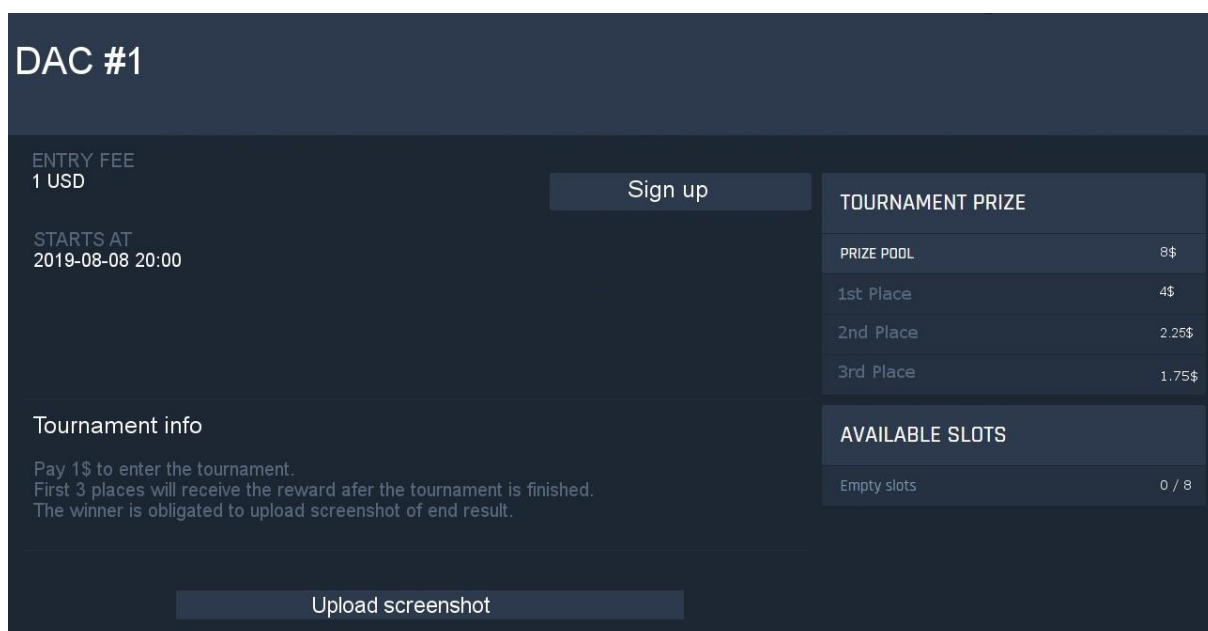 DAC #1
ENTRY FEE
1 USD
Sign up
STARTS AT
2019-08-08 20:00
TOURNAMENT PRIZE
PRIZE POOL 8$
1st Place 4$
2nd Place 2.25$
3rd Place 1.75$
Tournament info
Pay 1$ to enter the tournament.
First 3 places will receive the reward afer the tournament is finished.
The winner is obligated to upload screenshot of end result.
AVAILABLE SLOTS
Empty slots 0 / 8
Upload screenshot